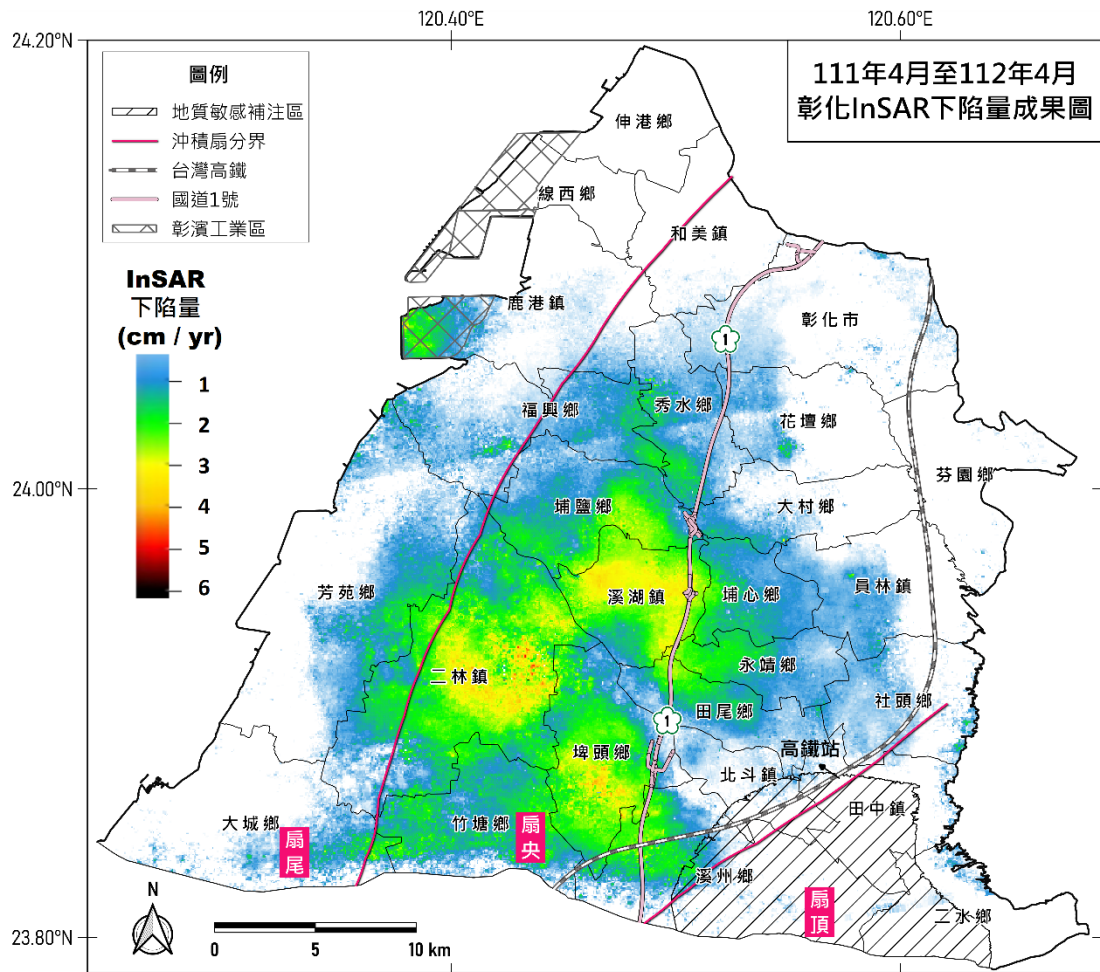 120.40°E
120.60°E
24.20°N
24.00°N
23.80°N
111年4月至112年4月
彰化InSAR下陷量成果圖
圖例
地質敏感補注區
沖積扇分界
台灣高鐵
國道1號
彰濱工業區
InSAR
下陷量
(cm / yr)
1
2
3
4
5
6
伸港鄉
線西鄉
和美鎮
鹿港鎮
彰化市
1
福興鄉
秀水鄉
花壇鄉
芬園鄉
埔鹽鄉
大村鄉
芳苑鄉
溪湖鎮
埔心鄉
員林鎮
二林鎮
永靖鄉
社頭鄉
田尾鄉
1
埤頭鄉
北斗鎮
高鐵站
田中鎮
大城鄉
竹塘鄉
扇尾
扇央
溪州鄉
扇頂
二水鄉
N
0
5
10 km